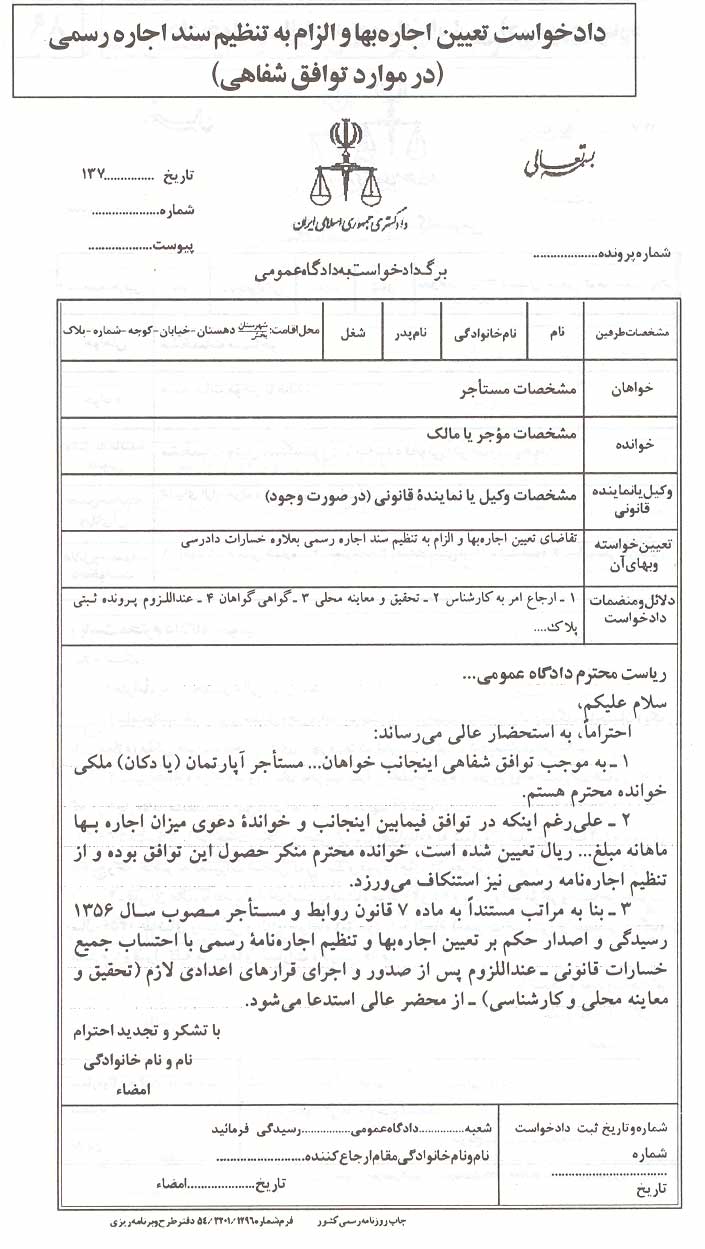 دادخواست تعیین اجاره‌بها و الزام به تنظیم سند اجاره رسمی
(در موارد توافق شفاهی)
بسمه تعالی
تاریخ ...............۱۳۷
شماره.....................
پیوست....................
دادگستری جمهوری اسلامی ایران
شماره پرونده....................
برگ دادخواست به دادگاه عمومی
مشخصات طرفین
نام
نام خانوادگی
نام پدر
شغل
محل اقامت: شهرستان بخش دهستان -خیابان -کوچه -شماره -پلاک
خواهان
مشخصات مستأجر
خوانده
مشخصات مؤجر یا مالک
وکیل یا نماینده
قانونی
مشخصات وکیل یا نمایندهٔ قانونی (در صورت وجود)
تعیین خواسته
وبهای آن
تقاضای تعیین اجاره‌بها و الزام به تنظیم سند اجاره رسمی بعلاوه خسارات دادرسی
دلائل ومنضمات
دادخواست
۱ ـ ارجاع امر به کارشناس ۲ ـ تحقیق و معاینه محلی ۳ ـ گواهی گواهان ۴ ـ عنداللزوم پرونده ثبتی
پلاک....
ریاست محترم دادگاه عمومی...
سلام علیکم،
احتراماً، به استحضار عالی می‌رساند:
۱ ـ به موجب توافق شفاهی اینجانب خواهان... مستأجر آپارتمان (یا دکان) ملکی
خوانده محترم هستم.
۲ ـ علی‌رغم اینکه در توافق فیمابین اینجانب و خواندهٔ دعوی میزان اجاره بـها
ماهانه مبلغ... ریال تعیین شده است، خوانده محترم منکر حصول این توافق بوده و از
تنظیم اجاره‌نامه رسمی نیز استنکاف می‌ورزد.
۳ ـ بنا به مراتب مستنداً به ماده ۷ قانون روابط و مستأجر مـصوب سال ۱۳۵۶
رسیدگی و اصدار حکم بر تعیین اجاره‌بها و تنظیم اجاره‌نامهٔ رسمی با احتساب جمیع
خسارات قانونی ـ عنداللزوم پس از صدور و اجرای قرارهای اعدادی لازم (تحقیق و
معاینه محلی و کارشناسی) ـ از محضر عالی استدعا می‌شود.
با تشکر و تجدید احترام
نام و نام خانوادگی
امضاء
شماره وتاریخ ثبت دادخواست
شماره
...................................
تاریخ
شعبه...............دادگاه عمومی................رسیدگی فرمائید
نام ونام خانوادگی مقام ارجاع کننده...........................
تاریخ.....................امضاء
چاپ روزنامه رسمی کشور فرم شماره ۵۴/۳۲۰۱/۱۲۹۶ دفتر طرح و برنامه ریزی